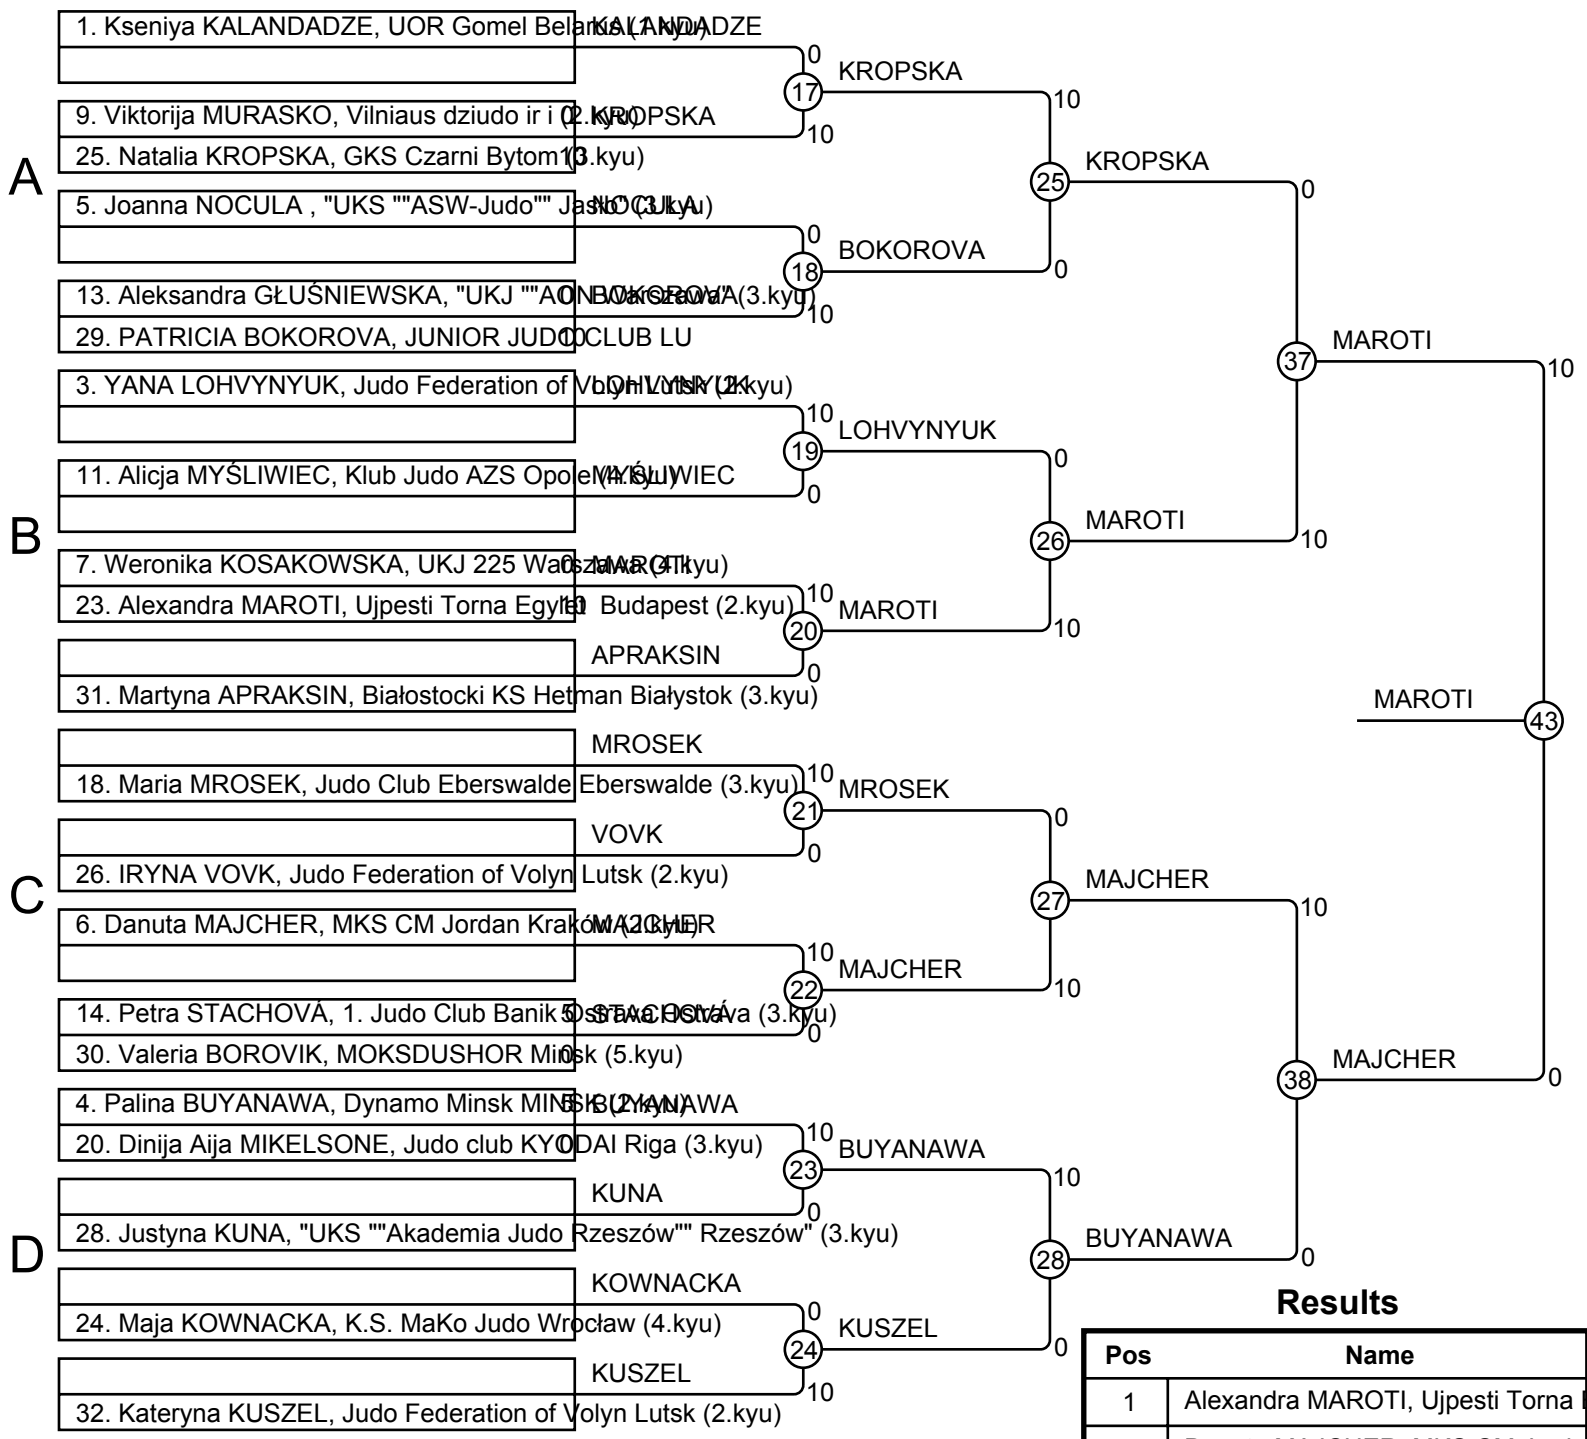 1. Kseniya KALANDADZE, UOR Gomel Belarus (1.kyu)
KALANDADZE
0
17
KROPSKA
10
9. Viktorija MURASKO, Vilniaus dziudo ir i (2.kyu)
0
KROPSKA
10
25. Natalia KROPSKA, GKS Czarni Bytom (3.kyu)
10
A
25
KROPSKA
0
5. Joanna NOCULA , "UKS ""ASW-Judo"" Jasło" (3.kyu)
NOCULA
0
18
BOKOROVA
0
13. Aleksandra GŁUŚNIEWSKA, "UKJ ""AON Warszawa" (3.kyu)
0
BOKOROVA
10
29. PATRICIA BOKOROVA, JUNIOR JUDO CLUB LU
10
37
MAROTI
10
3. YANA LOHVYNYUK, Judo Federation of Volyn Lutsk (2.kyu)
LOHVYNYUK
10
19
LOHVYNYUK
0
11. Alicja MYŚLIWIEC, Klub Judo AZS Opole (4.kyu)
MYŚLIWIEC
0
B
26
MAROTI
10
7. Weronika KOSAKOWSKA, UKJ 225 Warszawa (4.kyu)
0
MAROTI
10
23. Alexandra MAROTI, Ujpesti Torna Egylet Budapest (2.kyu)
10
20
MAROTI
10
APRAKSIN
0
31. Martyna APRAKSIN, Białostocki KS Hetman Białystok (3.kyu)
MAROTI
43
MROSEK
10
18. Maria MROSEK, Judo Club Eberswalde Eberswalde (3.kyu)
21
MROSEK
0
VOVK
0
26. IRYNA VOVK, Judo Federation of Volyn Lutsk (2.kyu)
C
27
MAJCHER
10
6. Danuta MAJCHER, MKS CM Jordan Kraków (2.kyu)
MAJCHER
10
22
MAJCHER
10
14. Petra STACHOVÁ, 1. Judo Club Banik Ostrava Ostrava (3.kyu)
5
STACHOVÁ
0
30. Valeria BOROVIK, MOKSDUSHOR Minsk (5.kyu)
0
38
MAJCHER
0
4. Palina BUYANAWA, Dynamo Minsk MINSK (2.kyu)
5
BUYANAWA
10
20. Dinija Aija MIKELSONE, Judo club KYODAI Riga (3.kyu)
0
23
BUYANAWA
10
KUNA
0
28. Justyna KUNA, "UKS ""Akademia Judo Rzeszów"" Rzeszów" (3.kyu)
D
28
BUYANAWA
0
KOWNACKA
0
24. Maja KOWNACKA, K.S. MaKo Judo Wrocław (4.kyu)
24
KUSZEL
0
KUSZEL
10
32. Kateryna KUSZEL, Judo Federation of Volyn Lutsk (2.kyu)
Results
Pos Name
1 Alexandra MAROTI, Ujpesti Torna